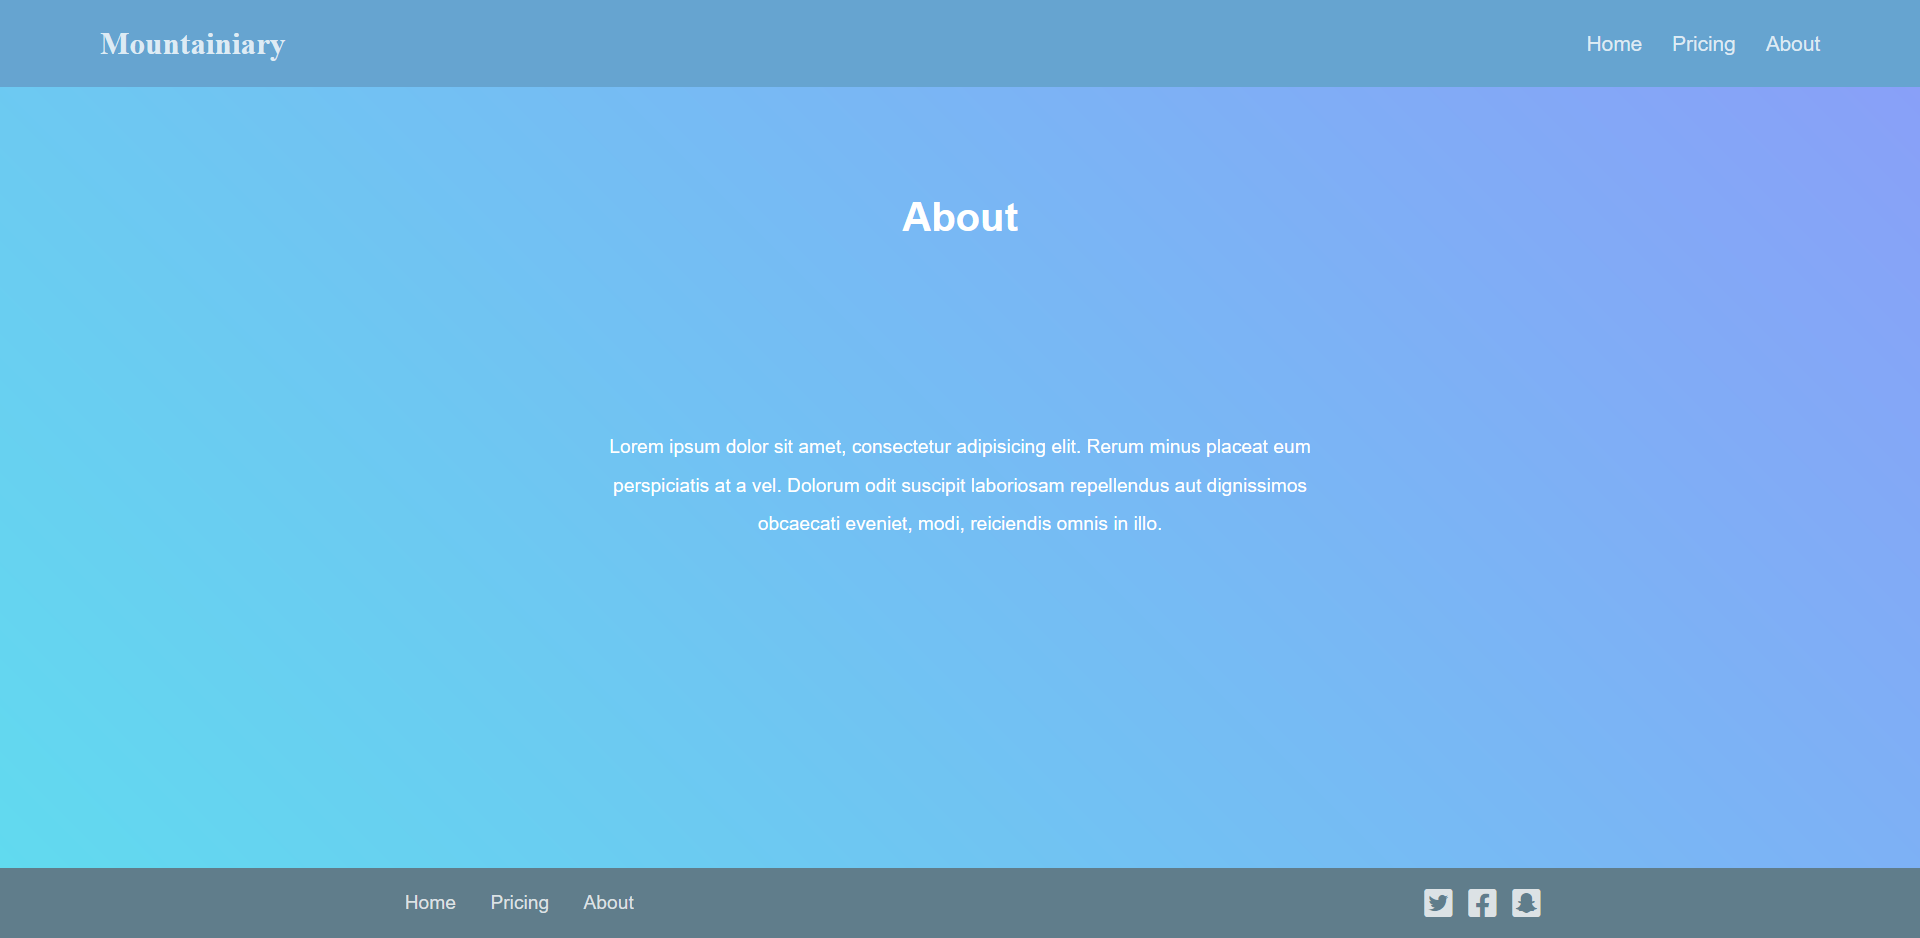 Mountainiary
Home Pricing About
About
Lorem ipsum dolor sit amet, consectetur adipisicing elit. Rerum minus placeat eum
perspiciatis at a vel. Dolorum odit suscipit laboriosam repellendus aut dignissimos
obcaecati eveniet, modi, reiciendis omnis in illo.
Home Pricing About